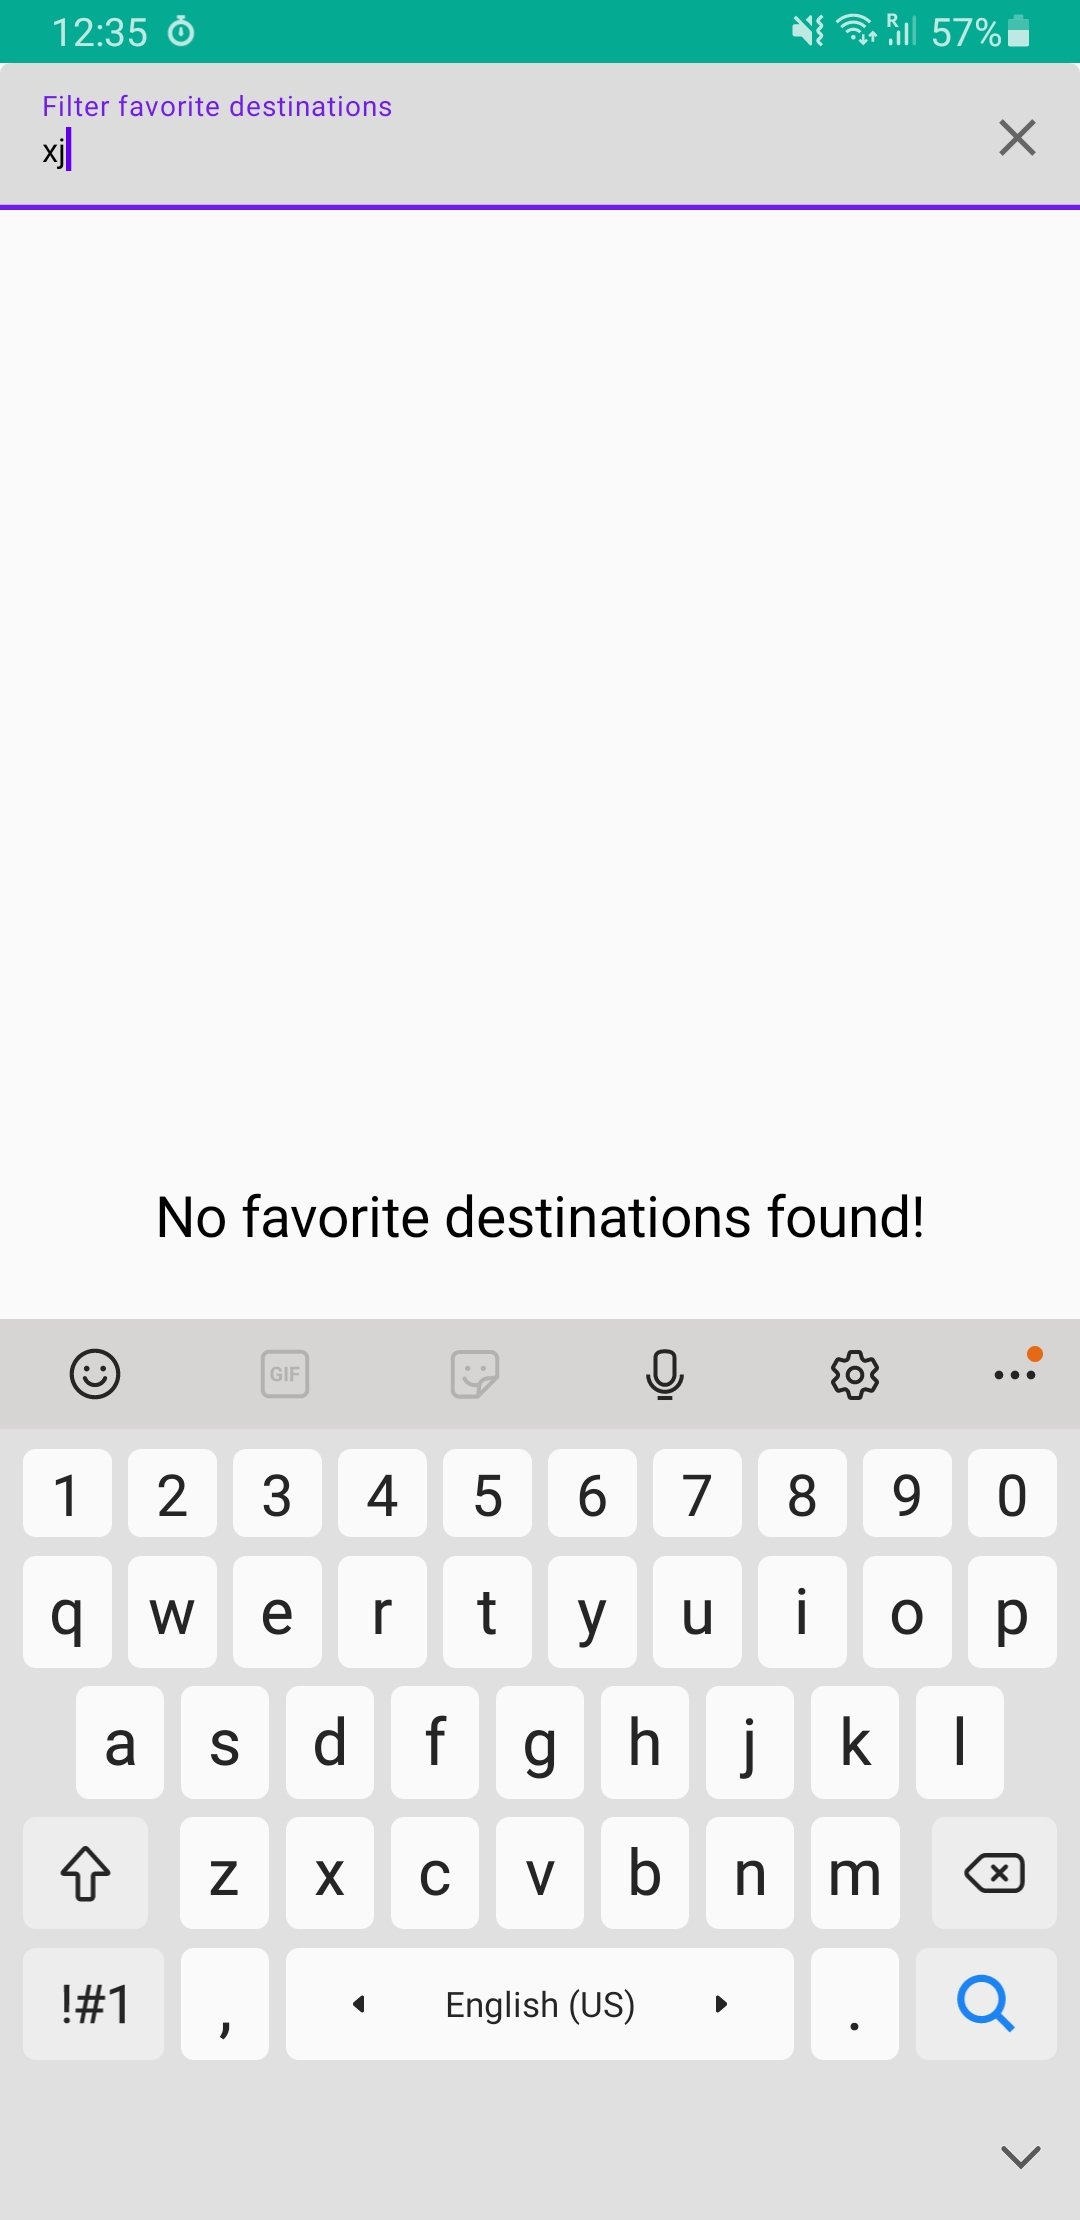 12:35 R 57%
Filter favorite destinations
xj
No favorite destinations found!
GIF
1 2 3 4 5 6 7 8 9 0
q w e r t y u i o p
a s d f g h j k l
z x c v b n m
!#1 , English (US) .